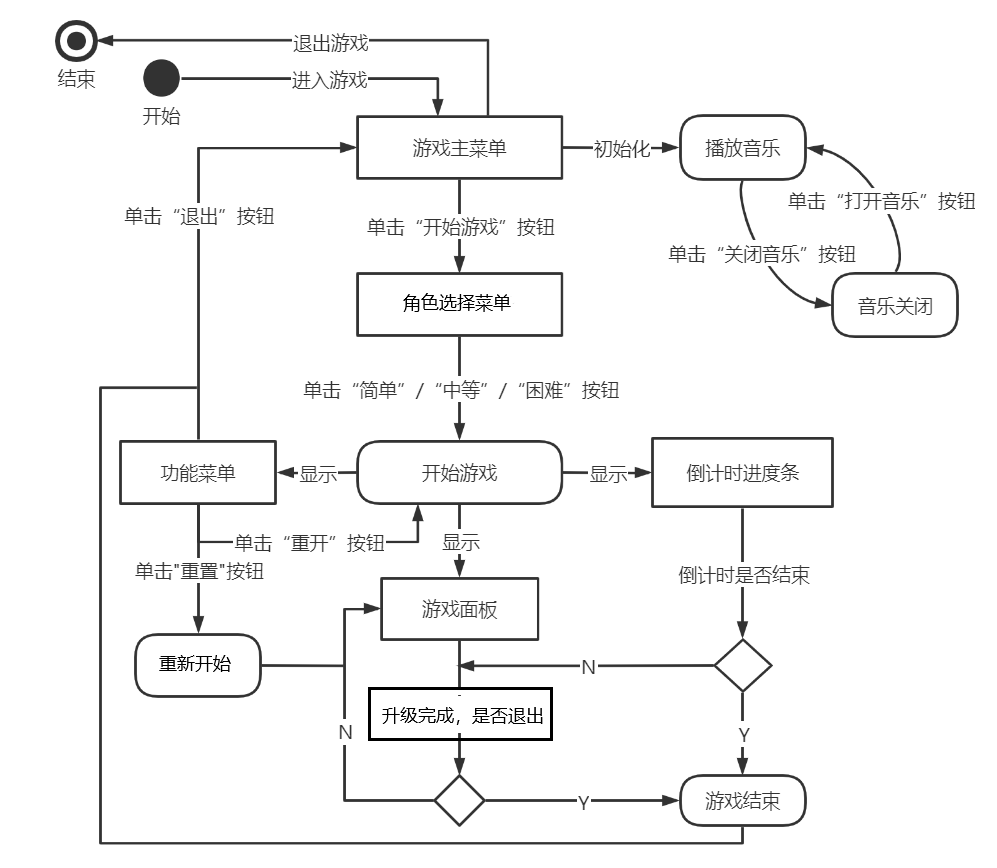 退出游戏
结束
进入游戏
开始
游戏主菜单
初始化
播放音乐
单击“退出”按钮
单击“开始游戏”按钮
单击“打开音乐”按钮
单击“关闭音乐”按钮
角色选择菜单
音乐关闭
单击“简单”/“中等”/“困难”按钮
功能菜单
显示
开始游戏
显示
倒计时进度条
单击“重开”按钮
显示
单击"重置"按钮
倒计时是否结束
游戏面板
重新开始
N
升级完成，是否退出
N
Y
游戏结束
Y